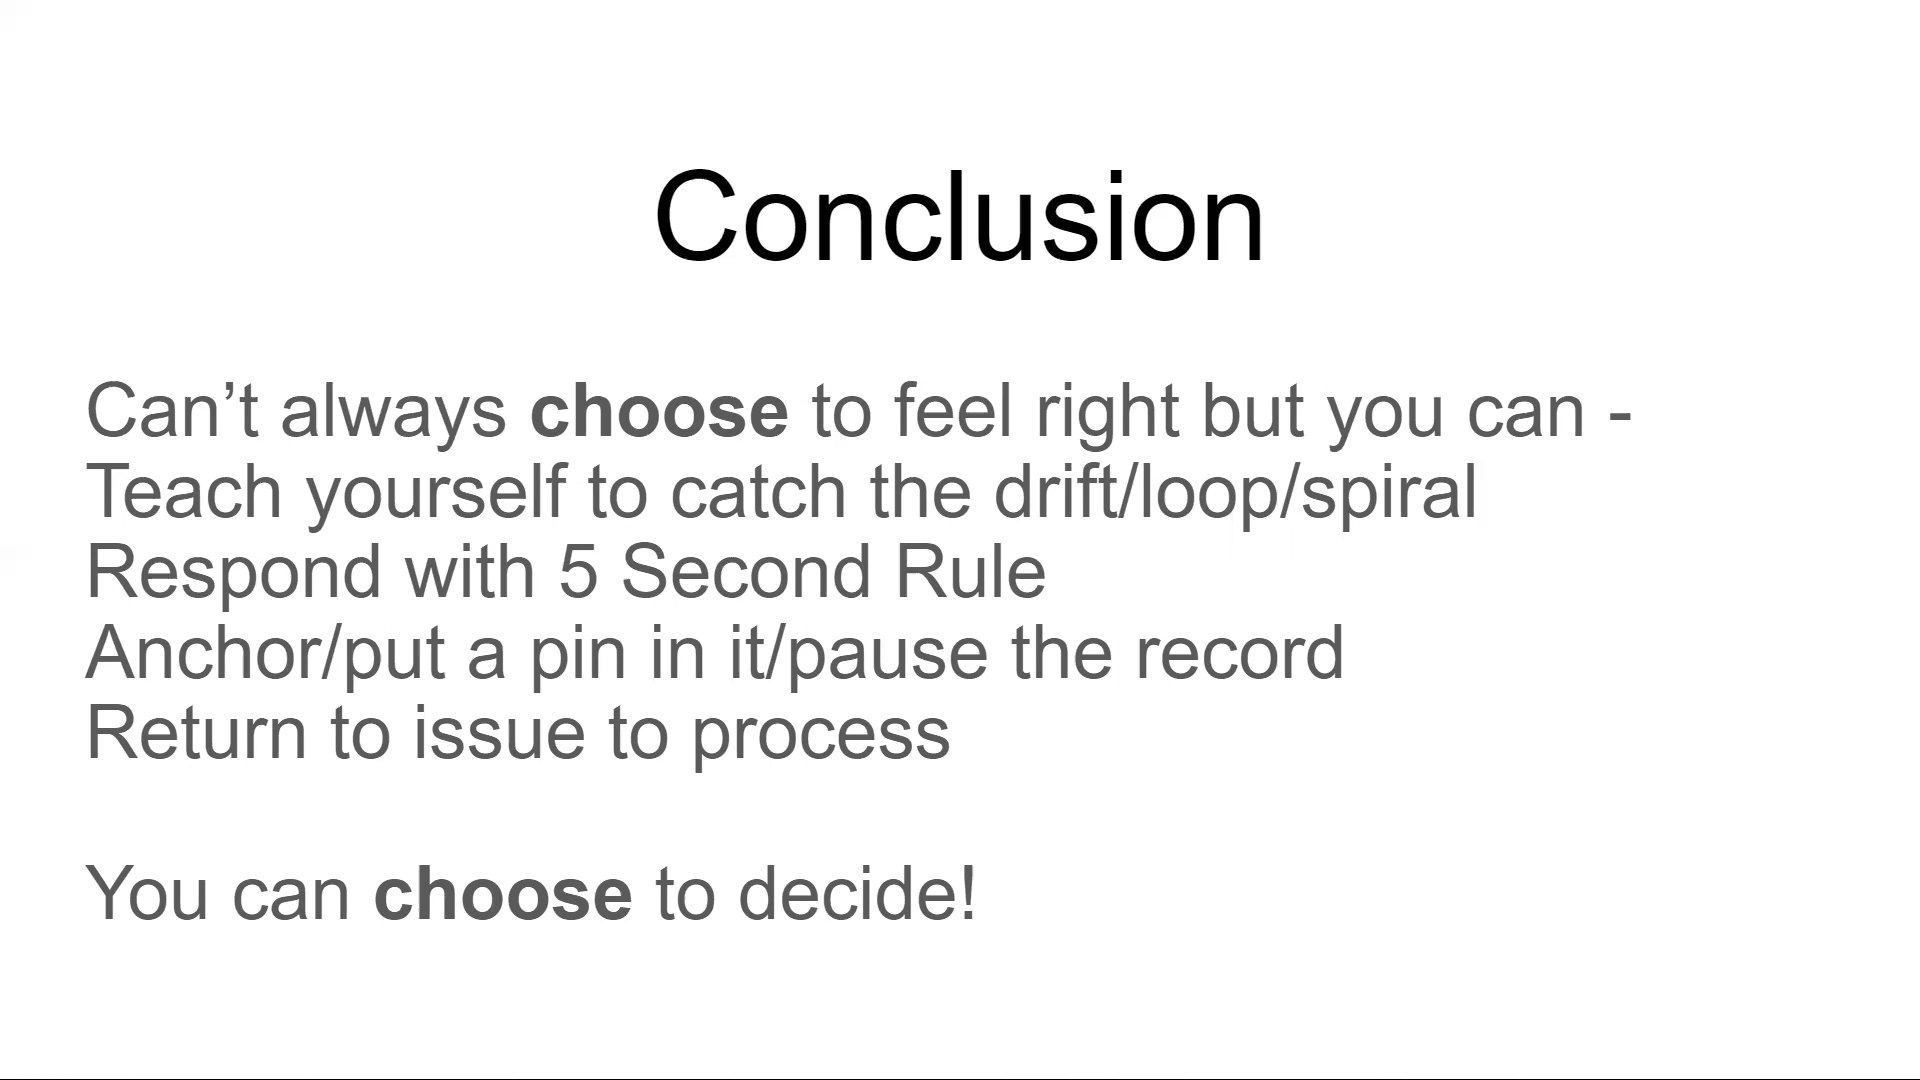 Conclusion
Can’t always choose to feel right but you can -
Teach yourself to catch the drift/loop/spiral
Respond with 5 Second Rule
Anchor/put a pin in it/pause the record
Return to issue to process
You can choose to decide!